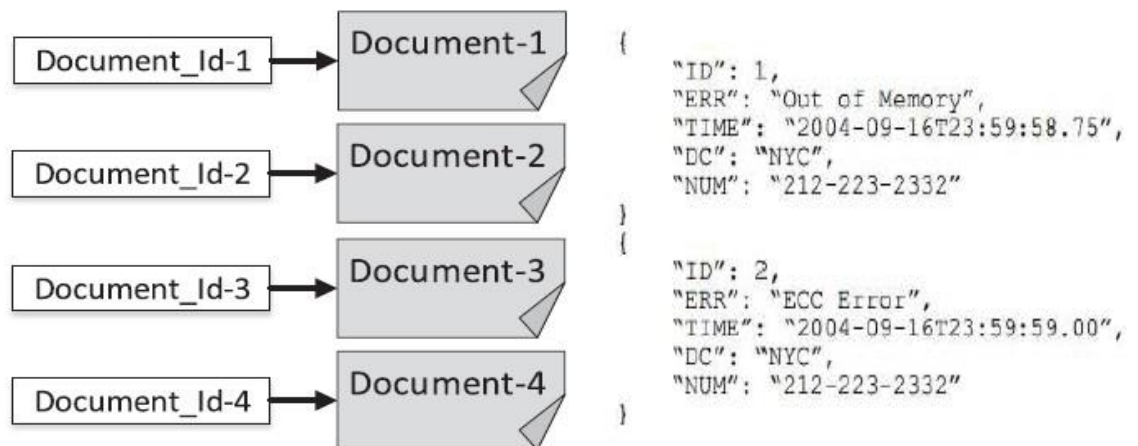 Document_Id-1
Document-1
Document_Id-2
Document-2
Document_Id-3
Document-3
Document_Id-4
Document-4
{
"ID": 1,
"ERR": "Out of Memory",
"TIME": "2004-09-16T23:59:58.75",
"DC": "NYC",
"NUM": "212-223-2332"
}
{
"ID": 2,
"ERR": "ECC Error",
"TIME": "2004-09-16T23:59:59.00",
"DC": "NYC",
"NUM": "212-223-2332"
}